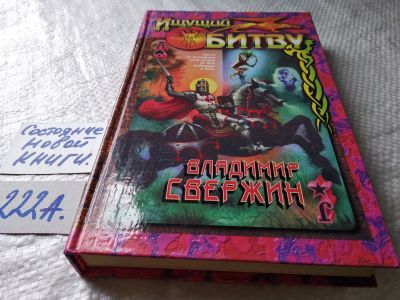 Ищущий
БИТВУ
ВЛАДИМИР
СВЕРЖИН
Состояние
новой
книги.
222А.